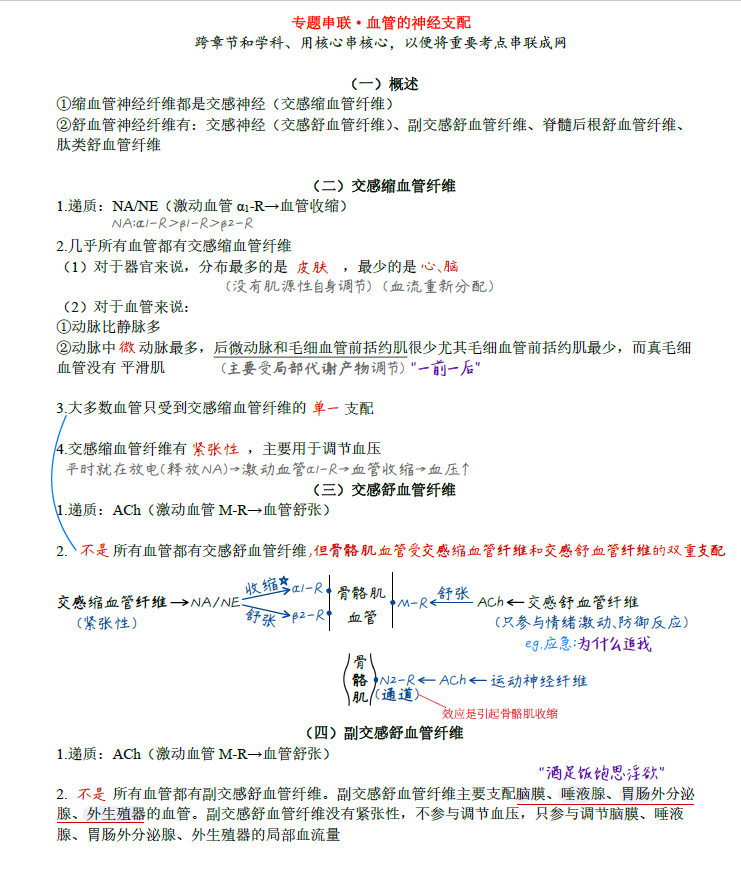 专题串联·血管的神经支配
跨章节和学科、用核心串核心，以便将重要考点串联成网
（一）概述
①缩血管神经纤维都是交感神经（交感缩血管纤维）
②舒血管神经纤维有：交感神经（交感舒血管纤维）、副交感舒血管纤维、脊髓后根舒血管纤维、
肽类舒血管纤维
（二）交感缩血管纤维
1.递质：NA/NE（激动血管 α₁-R→血管收缩）
NA:α1-R>β1-R>β2-R
2.几乎所有血管都有交感缩血管纤维
（1）对于器官来说，分布最多的是 皮肤 ，最少的是 心、脑
（没有肌源性自身调节）（血流重新分配）
（2）对于血管来说：
①动脉比静脉多
②动脉中 微 动脉最多，后微动脉和毛细血管前括约肌很少尤其毛细血管前括约肌最少，而真毛细
血管没有 平滑肌 （主要受局部代谢产物调节）"一前一后"
3.大多数血管只受到交感缩血管纤维的 单一 支配
4.交感缩血管纤维有 紧张性 ，主要用于调节血压
平时就在放电(释放NA)→激动血管α1-R→血管收缩→血压↑
（三）交感舒血管纤维
1.递质：ACh（激动血管 M-R→血管舒张）
2. 不是 所有血管都有交感舒血管纤维,但骨骼肌血管受交感缩血管纤维和交感舒血管纤维的双重支配
收缩☆ α1-R 骨骼肌 舒张
交感缩血管纤维→NA/NE 血管 M-R← ACh←交感舒血管纤维
（紧张性） 舒张 β2-R （只参与情绪激动、防御反应）
eg.应急:为什么追我
骨
骼 N2-R← ACh← 运动神经纤维
肌 (通道)
效应是引起骨骼肌收缩
（四）副交感舒血管纤维
1.递质：ACh（激动血管 M-R→血管舒张）
"酒足饭饱思淫欲"
2. 不是 所有血管都有副交感舒血管纤维。副交感舒血管纤维主要支配脑膜、唾液腺、胃肠外分泌
腺、外生殖器的血管。副交感舒血管纤维没有紧张性，不参与调节血压，只参与调节脑膜、唾液
腺、胃肠外分泌腺、外生殖器的局部血流量